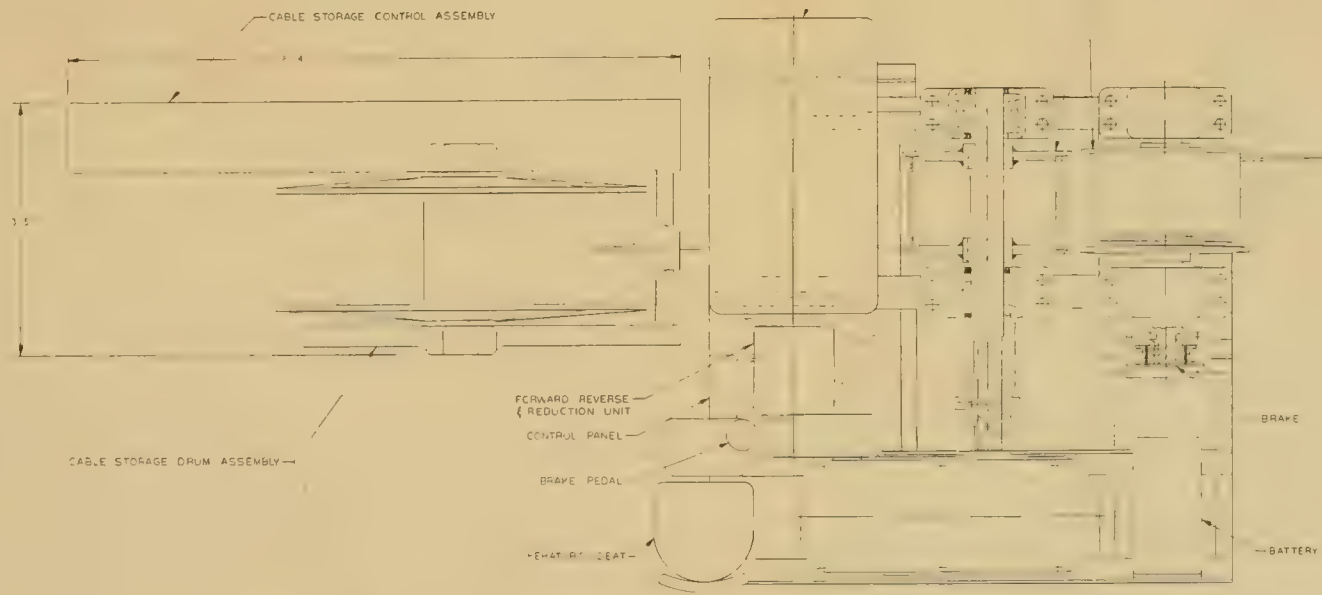 CABLE STORAGE CONTROL ASSEMBLY
FORWARD REVERSE
& REDUCTION UNIT
CONTROL PANEL
BRAKE
CABLE STORAGE DRUM ASSEMBLY
BRAKE PEDAL
BATTERY